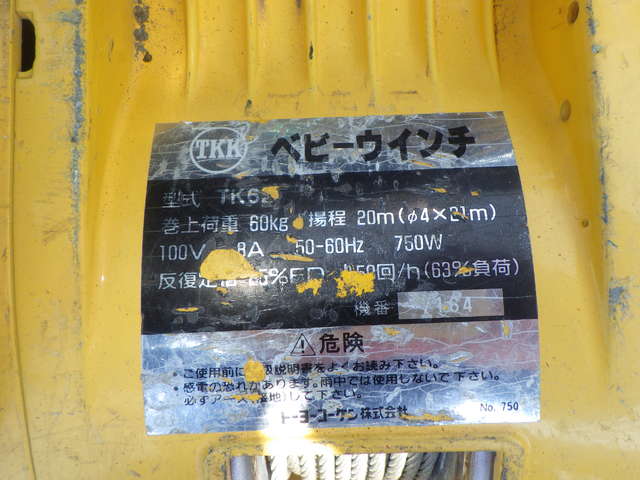 TKK ベビーウインチ
型式 TK62
巻上荷重 60kg 揚程 20m(φ4×21m)
100V 8A 50-60Hz 750W
反復定格 %ED 回/h(63%負荷)
機番 1164
⚠危険
・ご使用前に 扱説明書をよくお読み下さい。
・感電の恐れがあります。雨中では使用しないで下さい。
必ずアース(接地)して下さい。
トーヨーコーケン株式会社 No. 750